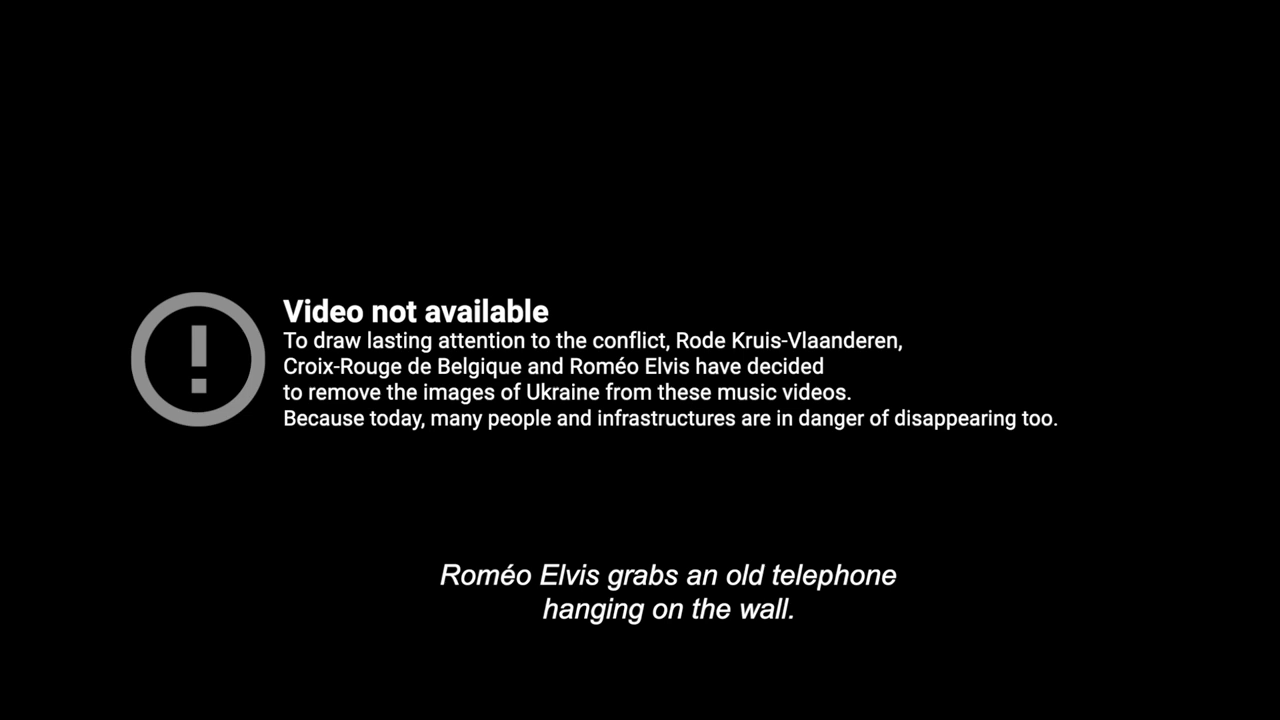 Video not available
To draw lasting attention to the conflict, Rode Kruis-Vlaanderen,
Croix-Rouge de Belgique and Roméo Elvis have decided
to remove the images of Ukraine from these music videos.
Because today, many people and infrastructures are in danger of disappearing too.
Roméo Elvis grabs an old telephone
hanging on the wall.